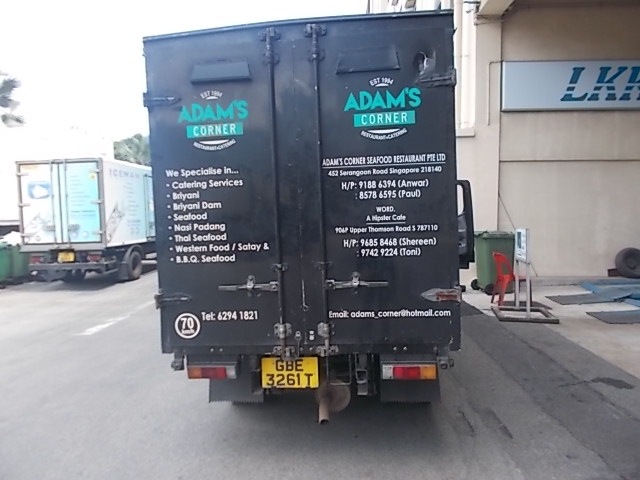 EST 1994
ADAM'S
CORNER
RESTAURANT • CATERING
We Specialise in...
• Catering Services
• Briyani
• Briyani Dam
• Seafood
• Nasi Padang
• Thai Seafood
• Western Food / Satay &
• B.B.Q. Seafood
70
km/h
Tel: 6294 1821
EST 1994
ADAM'S
CORNER
RESTAURANT • CATERING
ADAM'S CORNER SEAFOOD RESTAURANT PTE LTD
452 Serangoon Road Singapore 218140
H/P: 9188 6394 (Anwar)
: 8578 6595 (Paul)
WORD.
A Hipster Cafe
906P Upper Thomson Road S 787110
H/P: 9685 8468 (Shereen)
: 9742 9224 (Toni)
Email: adams_corner@hotmail.com
GBE
3261 T
ICEMAN